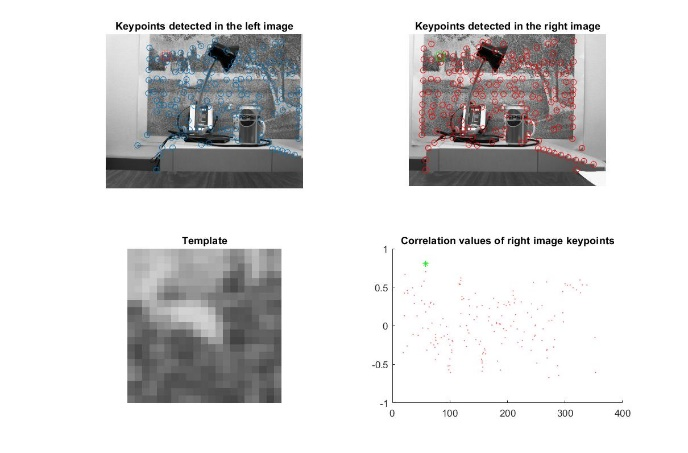 Keypoints detected in the left image
Keypoints detected in the right image
Template
Correlation values of right image keypoints
1
0.5
0
-0.5
-1
0
100
200
300
400